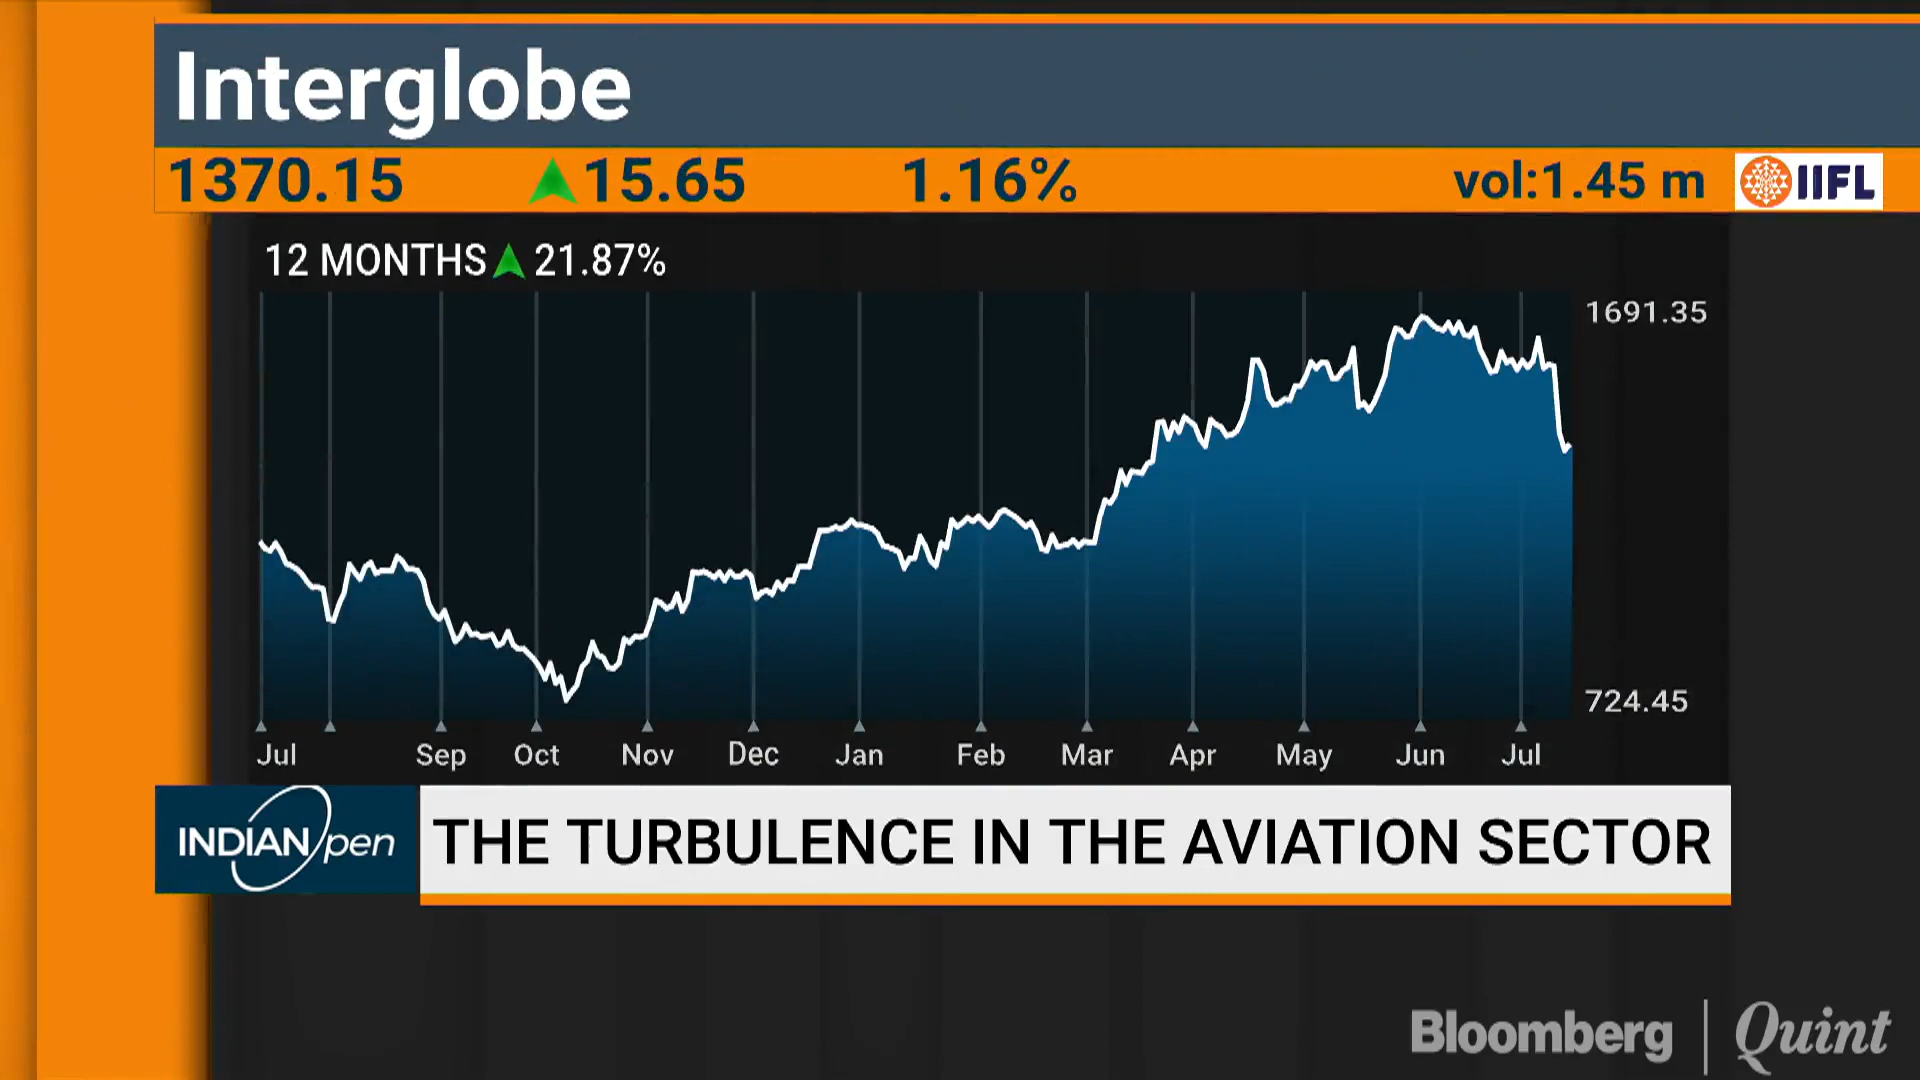 Interglobe
1370.15 ▲15.65 1.16% vol:1.45 m IIFL
12 MONTHS ▲ 21.87%
1691.35
724.45
Jul Sep Oct Nov Dec Jan Feb Mar Apr May Jun Jul
INDIAN Open THE TURBULENCE IN THE AVIATION SECTOR
Bloomberg | Quint